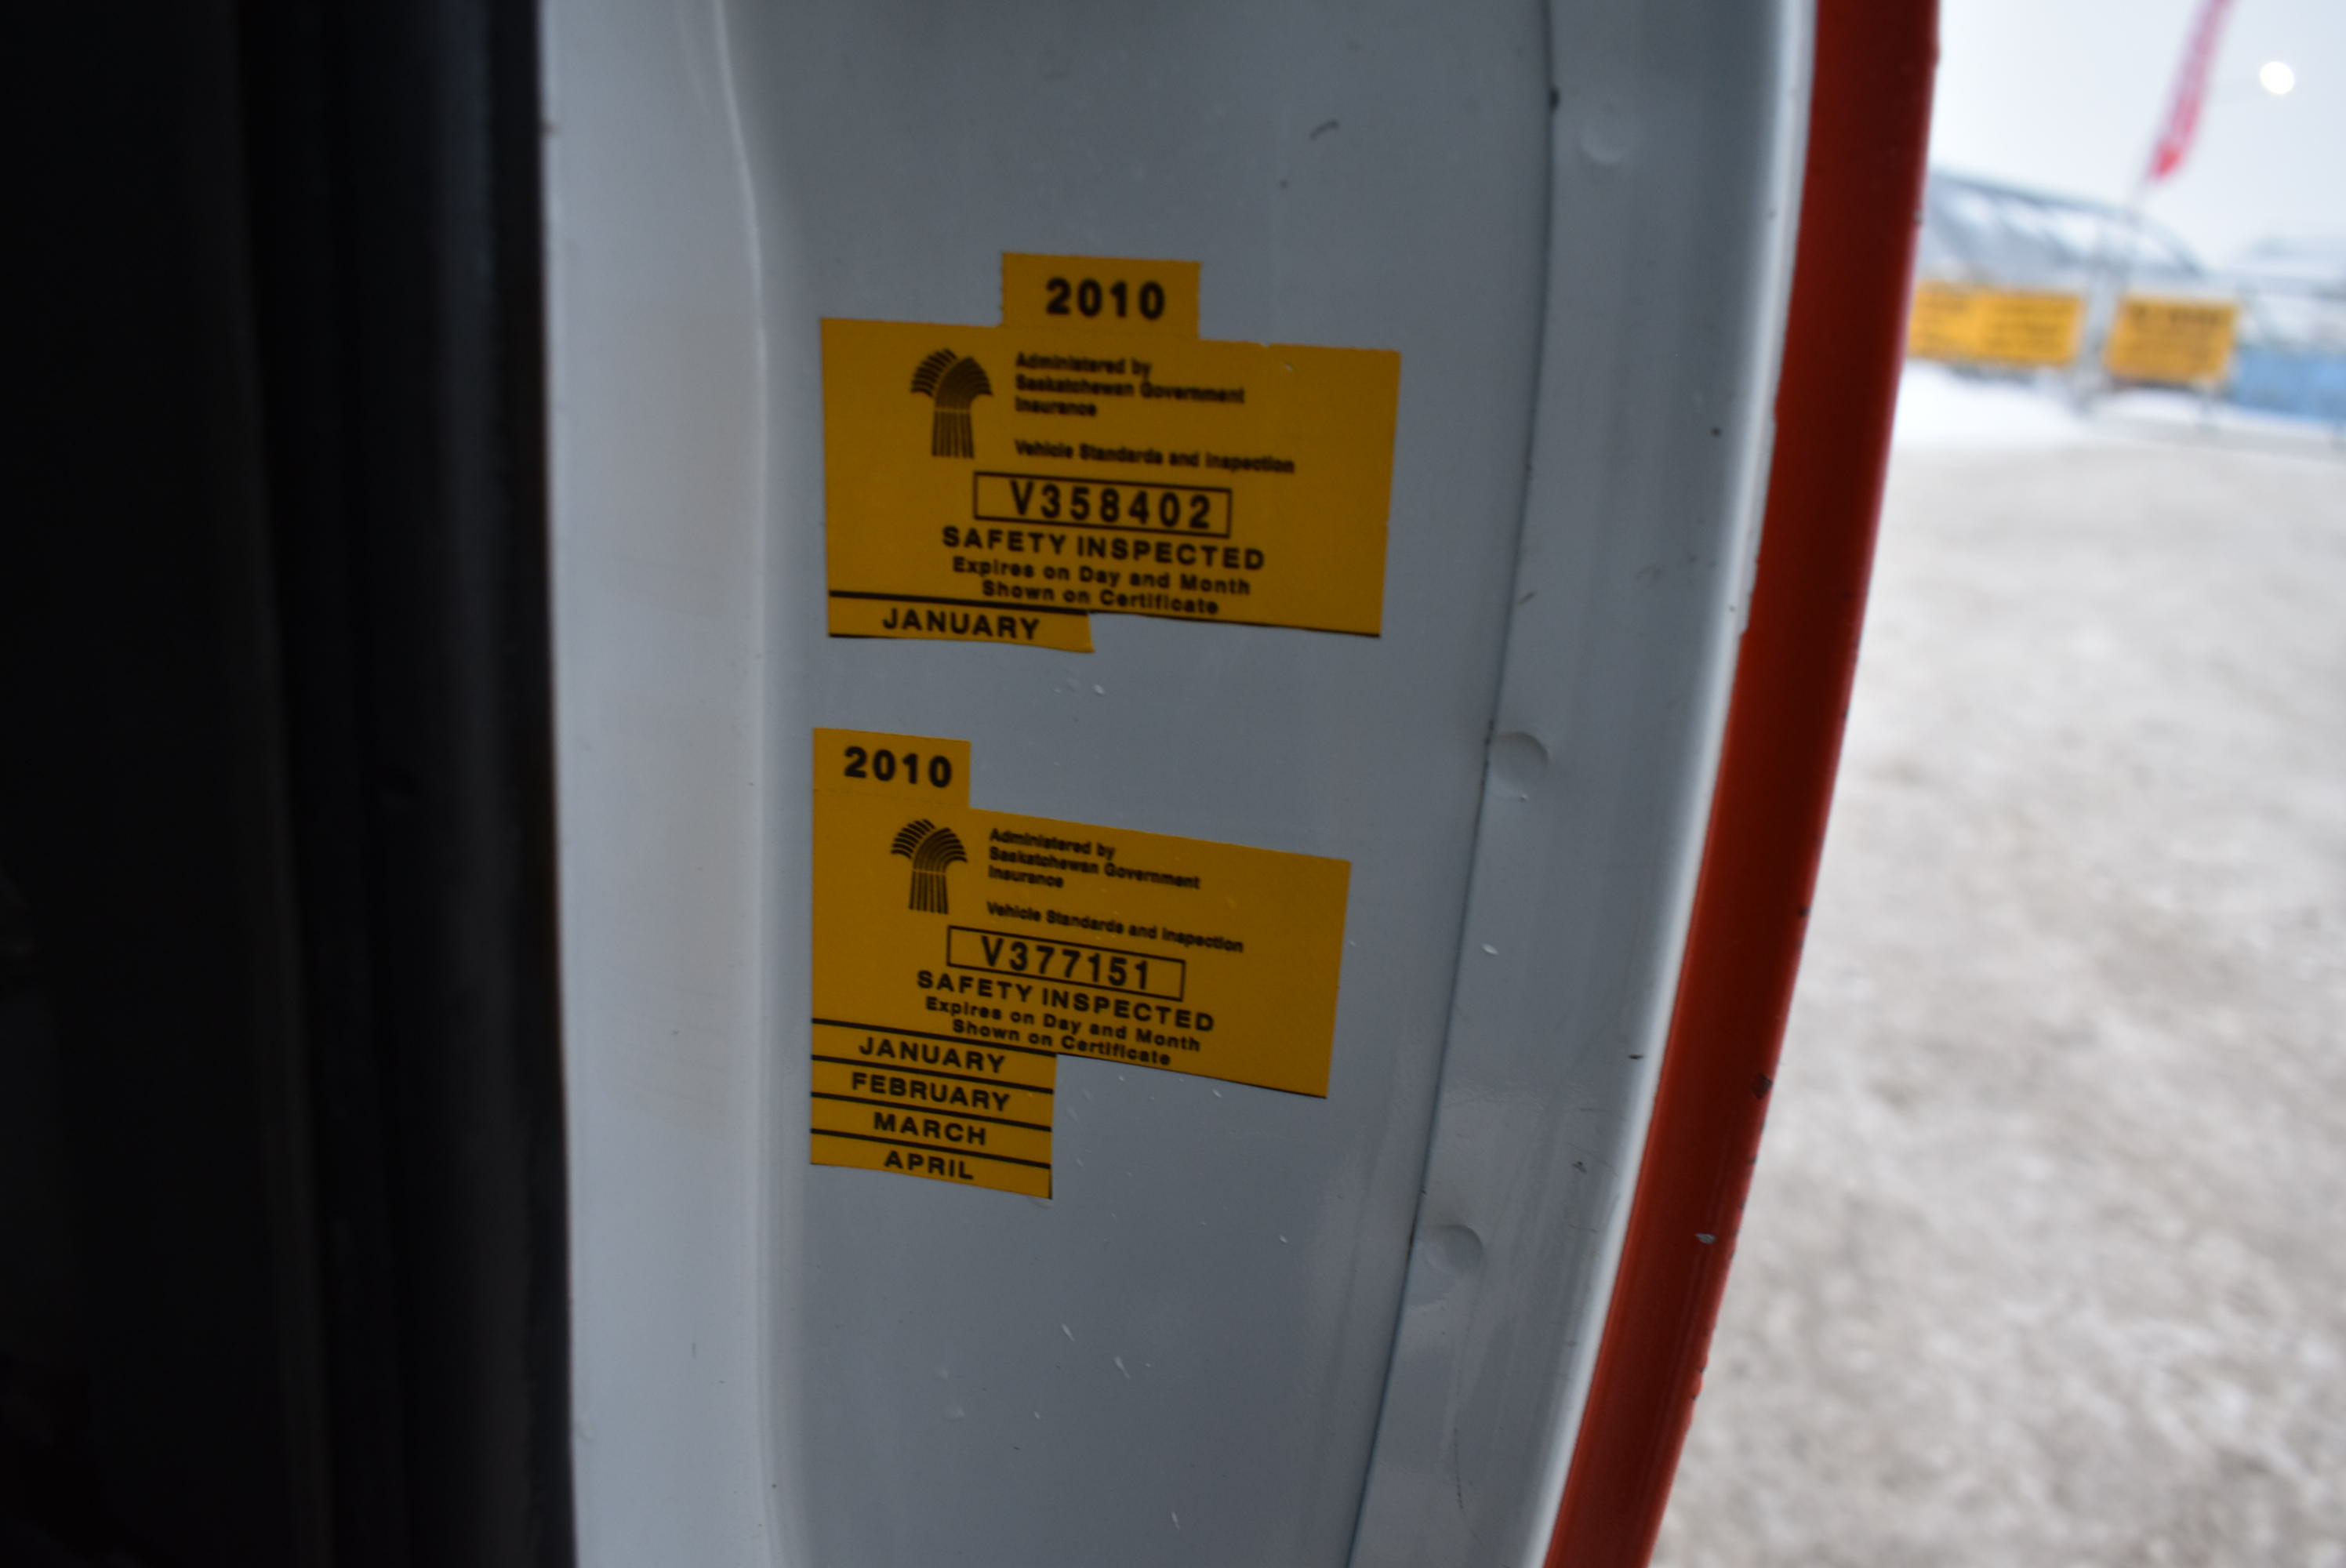 2010
Administered by
Saskatchewan Government
Insurance
Vehicle Standards and Inspection
V358402
SAFETY INSPECTED
Expires on Day and Month
Shown on Certificate
JANUARY
2010
Administered by
Saskatchewan Government
Insurance
Vehicle Standards and Inspection
V377151
SAFETY INSPECTED
Expires on Day and Month
Shown on Certificate
JANUARY
FEBRUARY
MARCH
APRIL